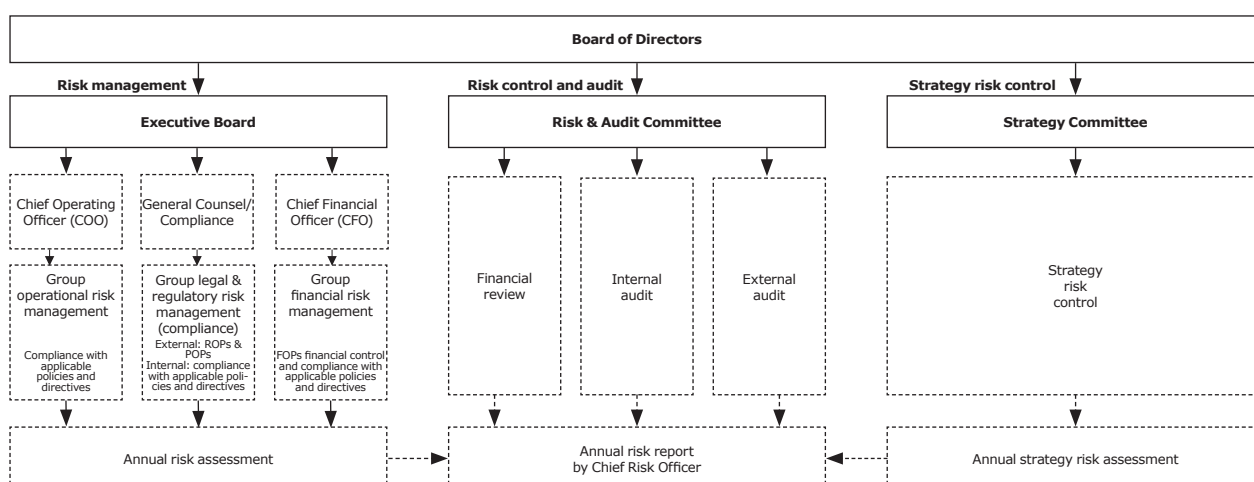 Board of Directors
Risk management
Risk control and audit
Strategy risk control
Executive Board
Risk & Audit Committee
Strategy Committee
Chief Operating
Officer (COO)
General Counsel/
Compliance
Chief Financial
Officer (CFO)
Group
operational risk
management
Compliance with
applicable
policies and
directives
Group legal &
regulatory risk
management
(compliance)
External: ROPs &
POPs
Internal: compliance
with applicable poli-
cies and directives
Group
financial risk
management
FOPs financial control
and compliance with
applicable policies
and directives
Financial
review
Internal
audit
External
audit
Strategy
risk
control
Annual risk assessment
Annual risk report
by Chief Risk Officer
Annual strategy risk assessment